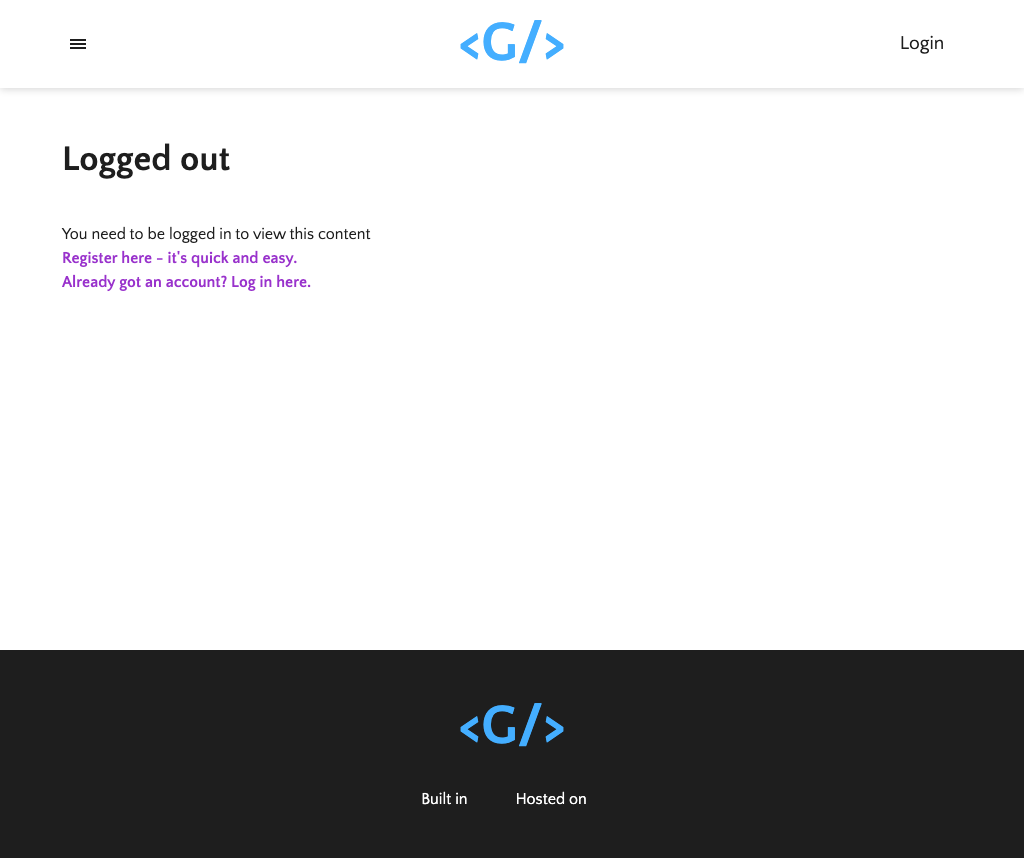 <G/>
Login
Logged out
You need to be logged in to view this content
Register here - it's quick and easy.
Already got an account? Log in here.
<G/>
Built in
Hosted on